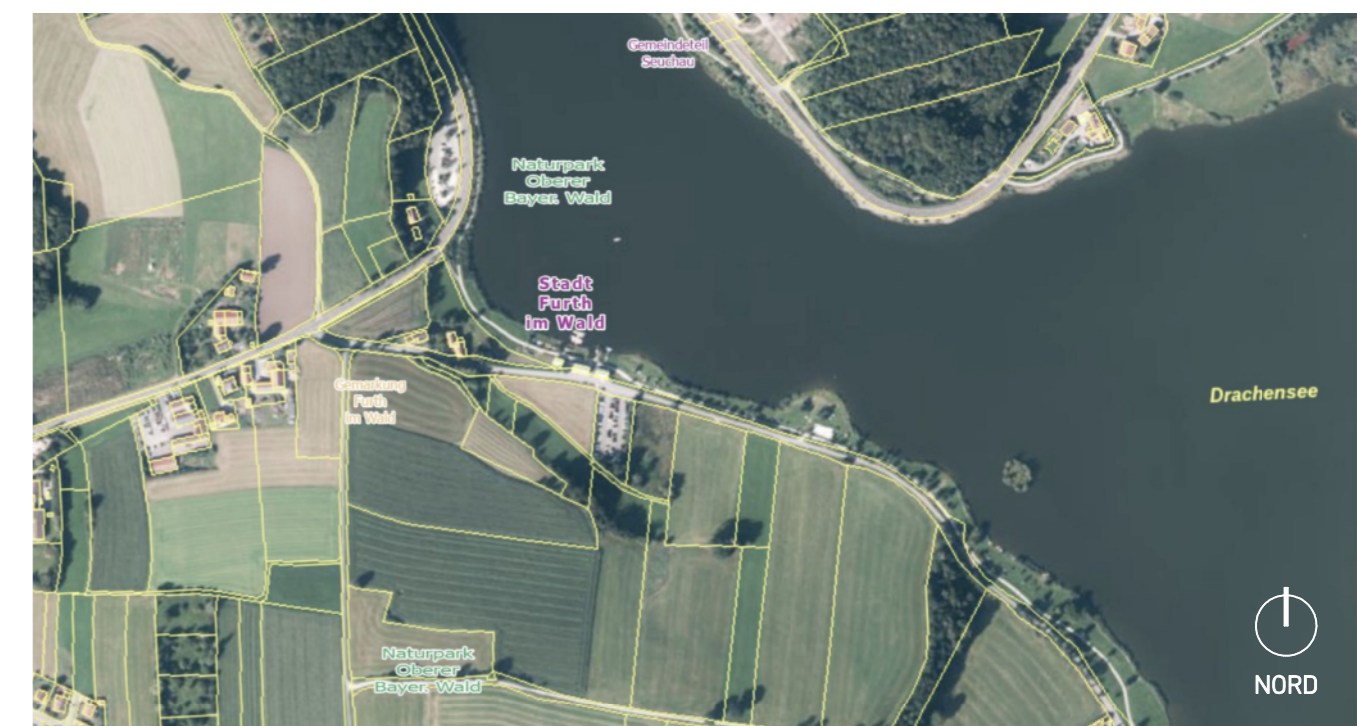 Gemeindeteil
Seuchau
Naturpark
Oberer
Bayer. Wald
Stadt
Furth
im Wald
Gemarkung
Furth
im Wald
Drachensee
Naturpark
Oberer
Bayer. Wald
NORD